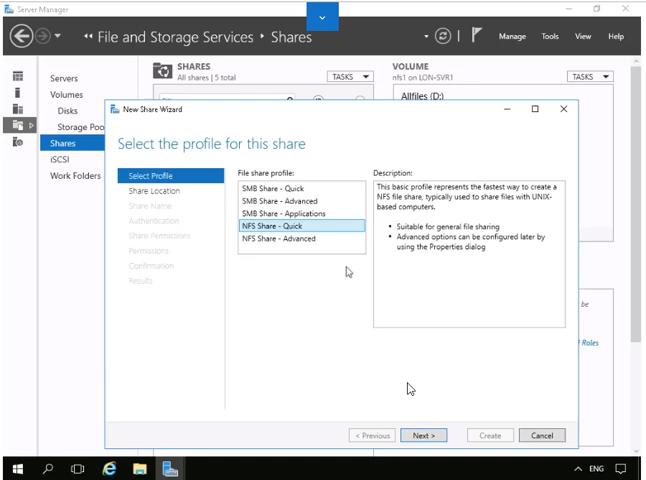 Server Manager
File and Storage Services
Shares
Manage
Tools
View
Help
Servers
Volumes
Disks
Storage Poo
Shares
iSCSI
Work Folders
SHARES
All shares | 5 total
TASKS
VOLUME
nfs1 on LON-SVR1
TASKS
Allfiles (D:)
New Share Wizard
Select the profile for this share
Select Profile
Share Location
Share Name
Authentication
Share Permissions
Permissions
Confirmation
Results
File share profile:
SMB Share - Quick
SMB Share - Advanced
SMB Share - Applications
NFS Share - Quick
NFS Share - Advanced
Description:
This basic profile represents the fastest way to create a
NFS file share, typically used to share files with UNIX-
based computers.
• Suitable for general file sharing
• Advanced options can be configured later by
using the Properties dialog
be
Roles
< Previous
Next >
Create
Cancel
ENG